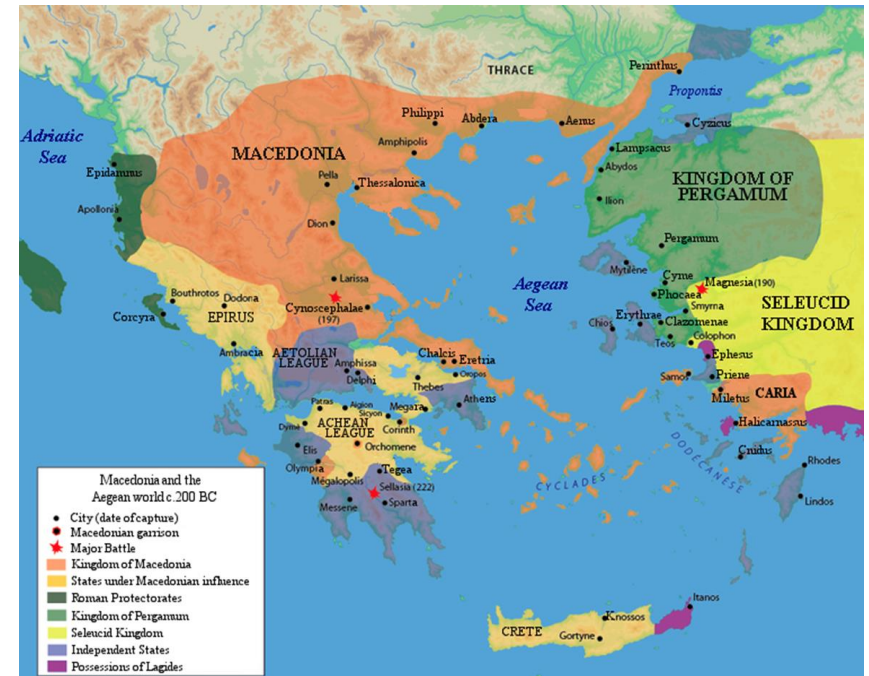 THRACE
Perinthus
Propontis
Cyzicus
Adriatic
Sea
Philippi
Abdera
Aenus
Amphipolis
Lampsacus
Abydos
MACEDONIA
Epidamnus
Pella
Thessalonica
KINGDOM OF
PERGAMUM
Ilion
Apollonia
Dion
Pergamum
Mytilène
Larissa
Cyme
Magnesia (190)
Aegean
Sea
Bouthrotos
Dodona
Cynoscephalae
(197)
Phocaea
Smyrna
SELEUCID
KINGDOM
Corcyra
EPIRUS
Chios
Erythrae
Clazomenae
Teos
Colophon
Ambracia
AETOLIAN
LEAGUE
Amphissa
Delphi
Chalcis
Eretria
Oropos
Thebes
Ephesus
Samos
Priene
Miletus
CARIA
Athens
Patras
Aigion
Sicyon
Megara
Dymé
ACHEAN
LEAGUE
Corinth
Halicarnassus
Elis
Orchomene
Olympia
Tegea
Mégalopolis
Sellasia (222)
Messene
Sparta
Cnidus
DODECANÈSE
CYCLADES
Rhodes
Lindos
Itanos
CRETE
Knossos
Gortyne
Macedonia and the
Aegean world c.200 BC
City (date of capture)
Macedonian garrison
Major Battle
Kingdom of Macedonia
States under Macedonian influence
Roman Protectorates
Kingdom of Pergamum
Seleucid Kingdom
Independent States
Possessions of Lagides